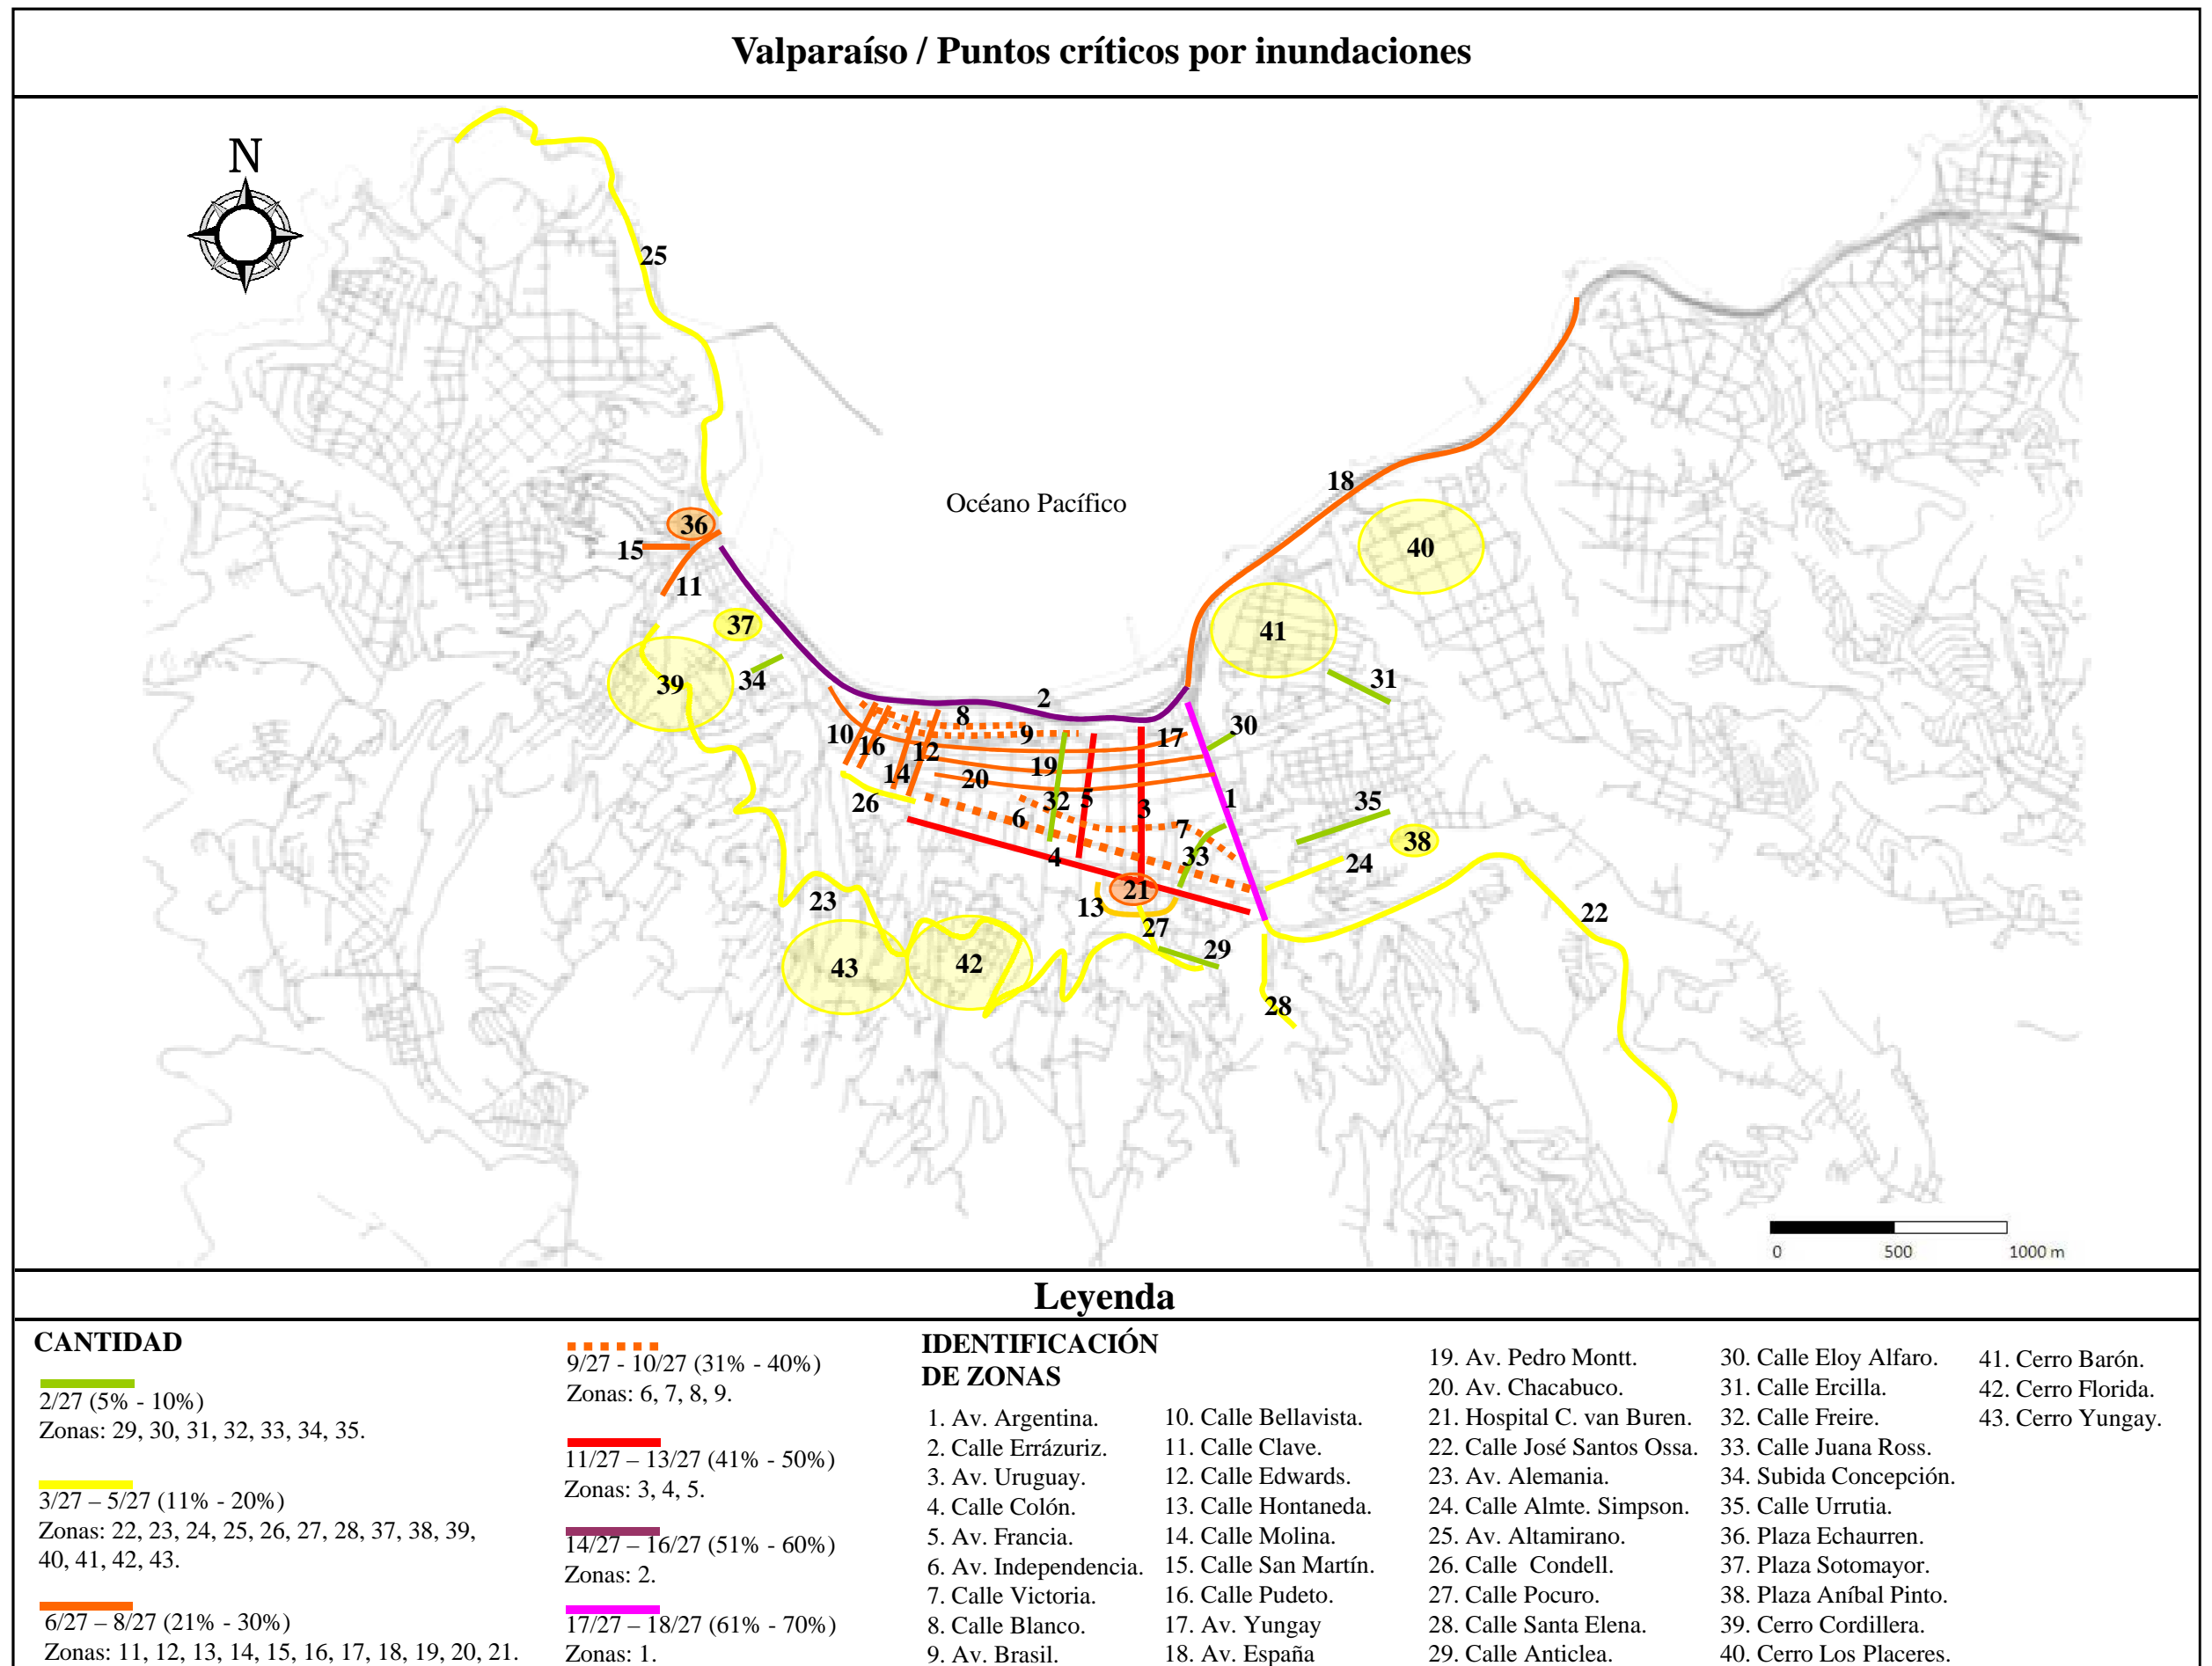 Valparaíso / Puntos críticos por inundaciones
N
25
Océano Pacífico
18
36
15
11
40
37
41
39
34
31
2
8
30
10
16
9
17
12
14
20
19
26
32
5
3
1
35
6
7
38
4
33
24
21
13
23
27
22
29
43
42
28
0 500 1000 m
Leyenda
CANTIDAD
2/27 (5% - 10%)
Zonas: 29, 30, 31, 32, 33, 34, 35.
3/27 – 5/27 (11% - 20%)
Zonas: 22, 23, 24, 25, 26, 27, 28, 37, 38, 39,
40, 41, 42, 43.
6/27 – 8/27 (21% - 30%)
Zonas: 11, 12, 13, 14, 15, 16, 17, 18, 19, 20, 21.
9/27 - 10/27 (31% - 40%)
Zonas: 6, 7, 8, 9.
11/27 – 13/27 (41% - 50%)
Zonas: 3, 4, 5.
14/27 – 16/27 (51% - 60%)
Zonas: 2.
17/27 – 18/27 (61% - 70%)
Zonas: 1.
IDENTIFICACIÓN
DE ZONAS
1. Av. Argentina.
2. Calle Errázuriz.
3. Av. Uruguay.
4. Calle Colón.
5. Av. Francia.
6. Av. Independencia.
7. Calle Victoria.
8. Calle Blanco.
9. Av. Brasil.
10. Calle Bellavista.
11. Calle Clave.
12. Calle Edwards.
13. Calle Hontaneda.
14. Calle Molina.
15. Calle San Martín.
16. Calle Pudeto.
17. Av. Yungay
18. Av. España
19. Av. Pedro Montt.
20. Av. Chacabuco.
21. Hospital C. van Buren.
22. Calle José Santos Ossa.
23. Av. Alemania.
24. Calle Almte. Simpson.
25. Av. Altamirano.
26. Calle Condell.
27. Calle Pocuro.
28. Calle Santa Elena.
29. Calle Anticlea.
30. Calle Eloy Alfaro.
31. Calle Ercilla.
32. Calle Freire.
33. Calle Juana Ross.
34. Subida Concepción.
35. Calle Urrutia.
36. Plaza Echaurren.
37. Plaza Sotomayor.
38. Plaza Aníbal Pinto.
39. Cerro Cordillera.
40. Cerro Los Placeres.
41. Cerro Barón.
42. Cerro Florida.
43. Cerro Yungay.